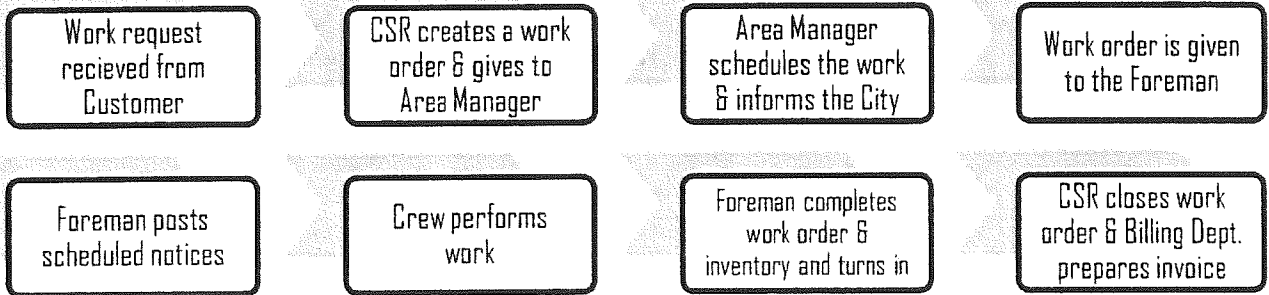 Work request
recieved from
Customer
CSR creates a work
order & gives to
Area Manager
Area Manager
schedules the work
& informs the City
Work order is given
to the Foreman
Foreman posts
scheduled notices
Crew performs
work
Foreman completes
work order &
inventory and turns in
CSR closes work
order & Billing Dept.
prepares invoice